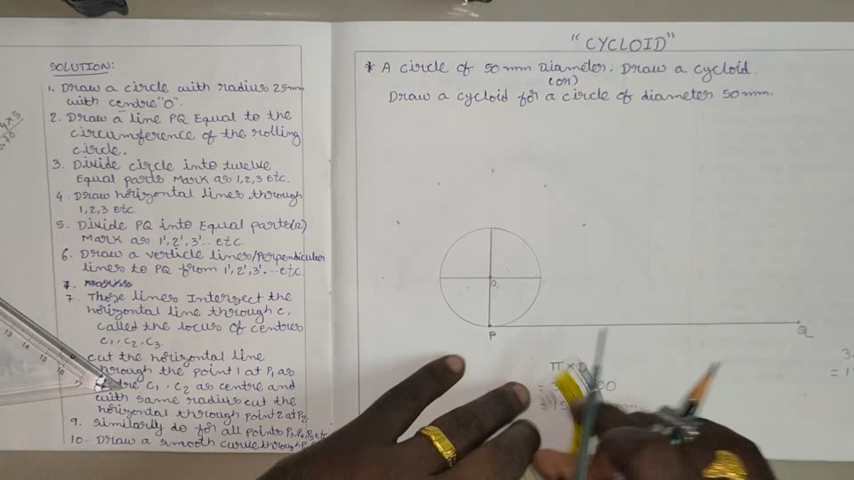 SOLUTION:
1. Draw a circle with radius 25mm
with centre "O".
2. Draw a line PQ Equal to the
circumference of the rolling
circle.
3. Divide circle into twelve
Equal parts Mark as 1,2,3 etc.
4. Draw horizontal lines through
1,2,3 etc
5. Divide PQ into Equal parts(12)
Mark as 1',2',3'... etc.
6. Draw a verticle lines/Perpendicular
lines to PQ from 1',2',3'...etc.
7. Those lines Intersect the
horizontal line through c.
called the locus of centres
C1, C2, C3
cut the horizontal line
through the point 1 at P1 as
C1, C2 as centre and
with same radius cut the
horizontal through point 2 at P2
9. Similarly do for all points
10. Draw a smooth curve through
"CYCLOID"
* A circle of 50mm Diameter. Draw a cycloid.
(or)
Draw a cycloid for a circle of diameter 50mm.
O
P
Q
π×D
3.
= 1